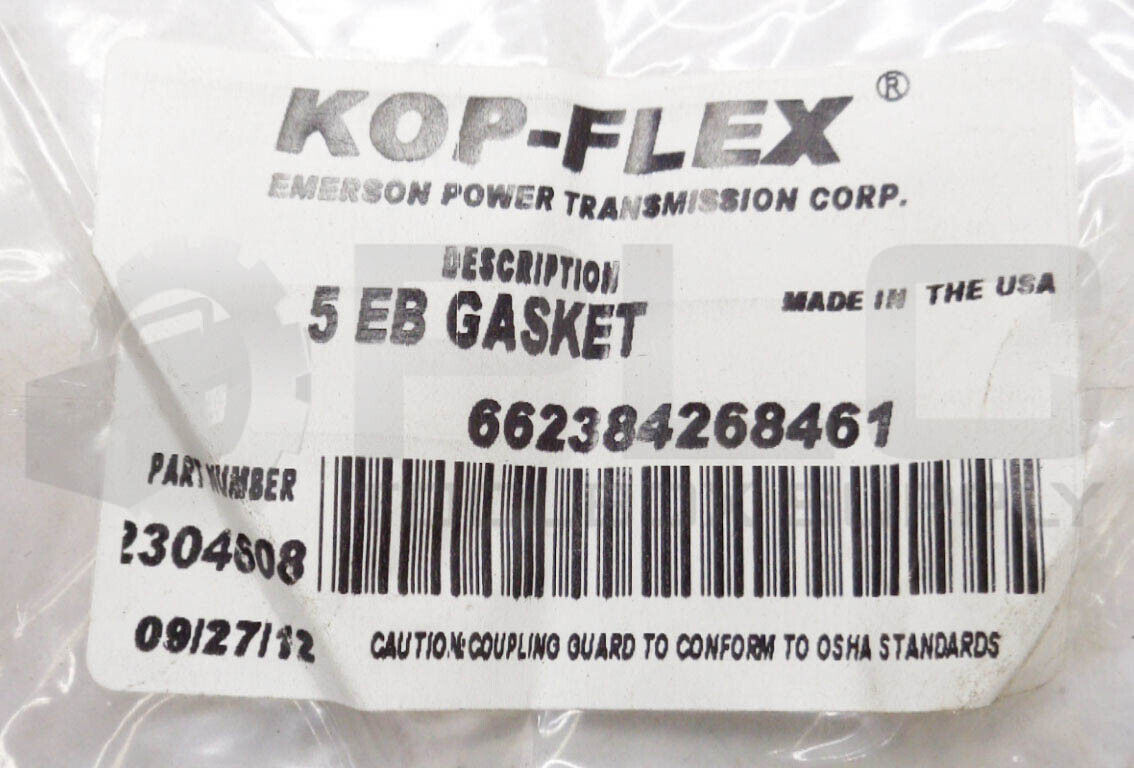 KOP-FLEX ®
EMERSON POWER TRANSMISSION CORP.
DESCRIPTION
5 EB GASKET
MADE IN THE USA
662384268461
PART NUMBER
2304608
09/27/12
CAUTION:COUPLING GUARD TO CONFORM TO OSHA STANDARDS
PLC